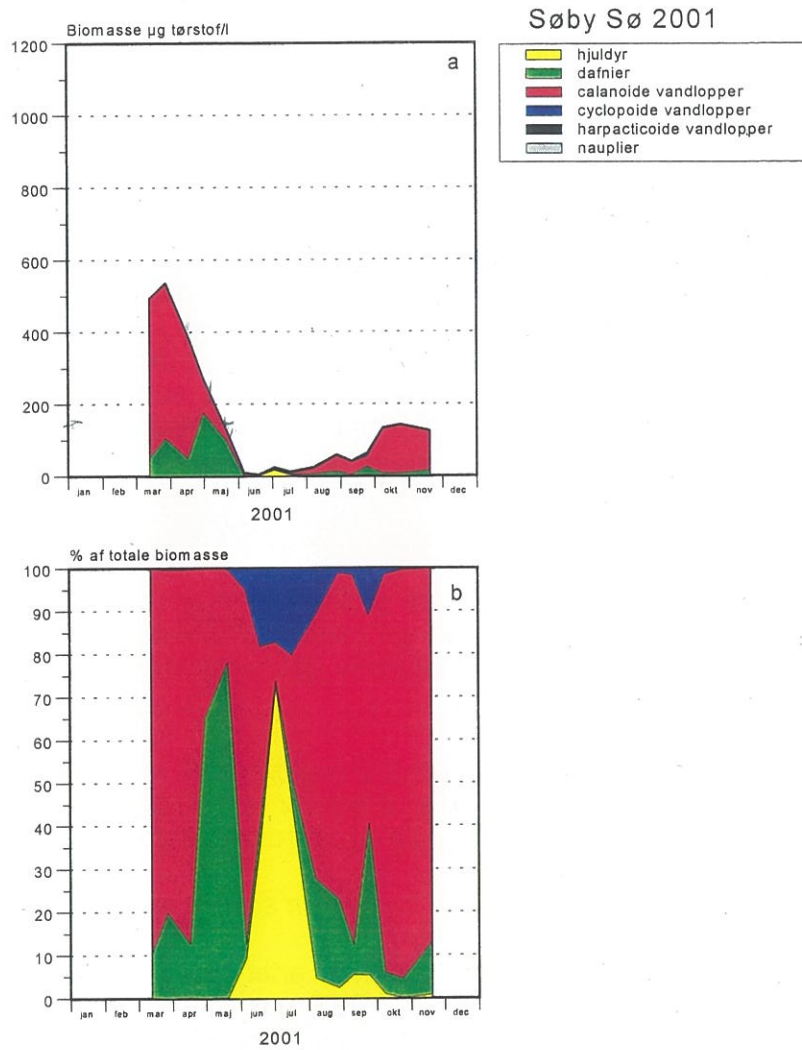 Søby Sø 2001
hjuldyr
dafnier
calanoide vandlopper
cyclopoide vandlopper
harpacticoide vandlopper
nauplier
Biomasse µg tørstof/l
a
1200
1000
800
600
400
200
0
jan feb mar apr maj jun jul aug sep okt nov dec
2001
% af totale biomasse
b
100
90
80
70
60
50
40
30
20
10
0
jan feb mar apr maj jun jul aug sep okt nov dec
2001